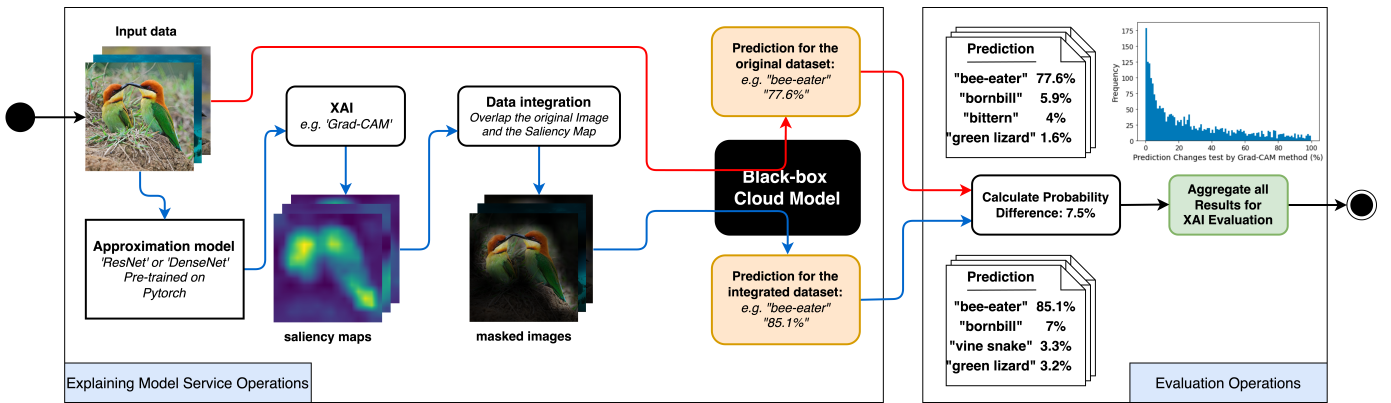 Input data
XAI
e.g. 'Grad-CAM'
Data integration
Overlap the original Image
and the Saliency Map
Approximation model
'ResNet' or 'DenseNet'
Pre-trained on
Pytorch
saliency maps
masked images
Prediction for the
original dataset:
e.g. "bee-eater"
"77.6%"
Black-box
Cloud Model
Prediction for the
integrated dataset:
e.g. "bee-eater"
"85.1%"
Explaining Model Service Operations
Prediction
"bee-eater" 77.6%
"bornbill" 5.9%
"bittern" 4%
"green lizard" 1.6%
Frequency
175
150
125
100
75
50
25
0
0 20 40 60 80 100
Prediction Changes test by Grad-CAM method (%)
Calculate Probability
Difference: 7.5%
Aggregate all
Results for
XAI Evaluation
Prediction
"bee-eater" 85.1%
"bornbill" 7%
"vine snake" 3.3%
"green lizard" 3.2%
Evaluation Operations